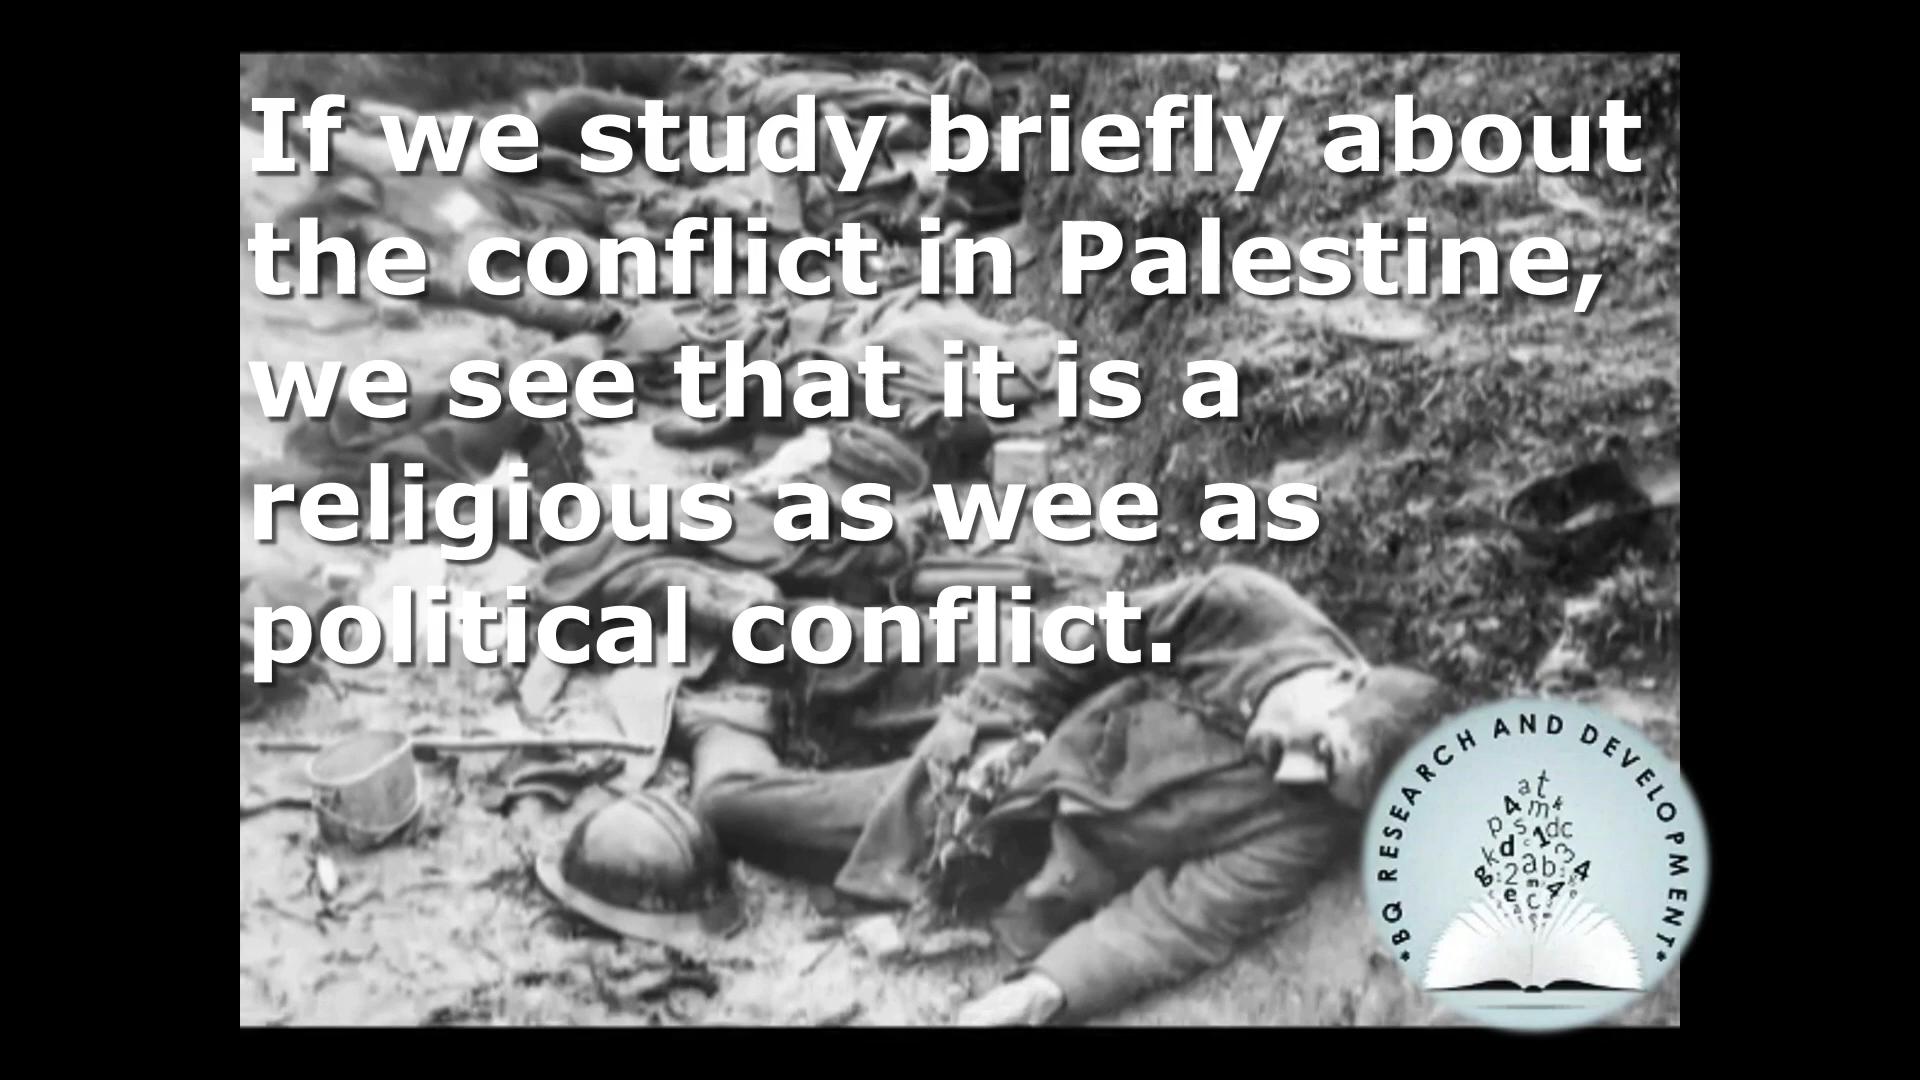 If we study briefly about
the conflict in Palestine,
we see that it is a
religious as wee as
political conflict.
*BQ RESEARCH AND DEVELOPMENT*